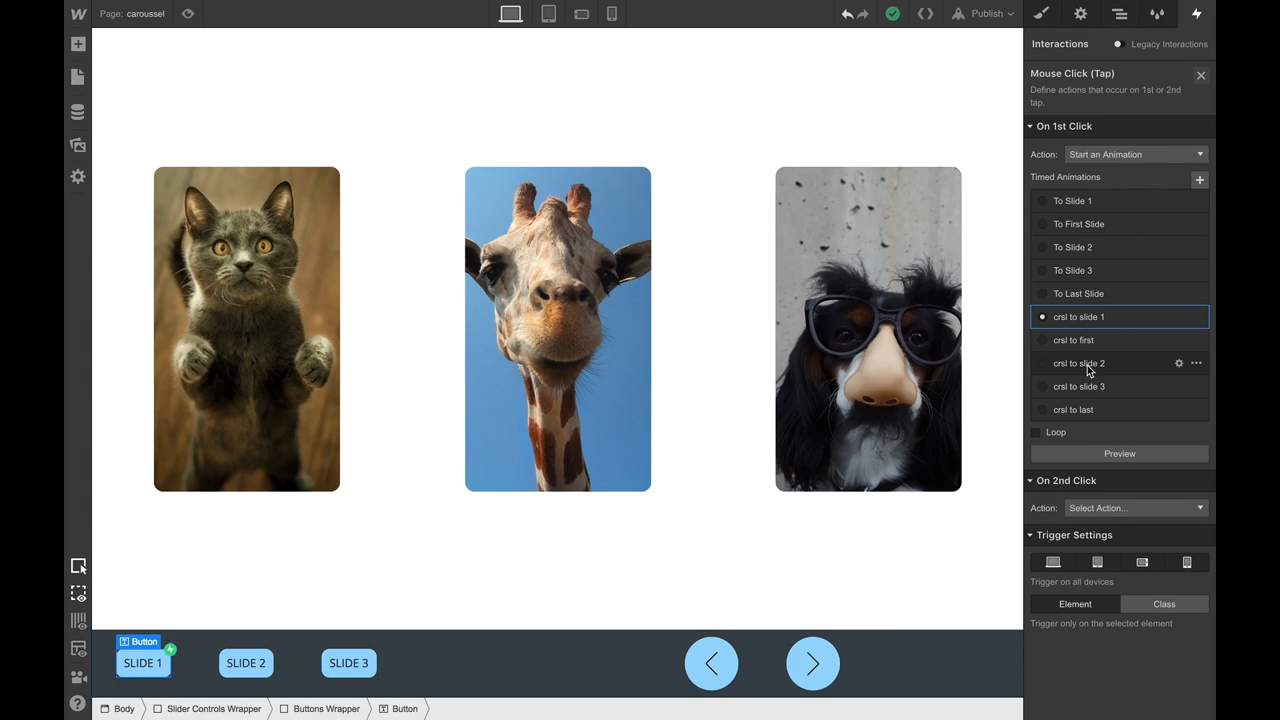 Page: caroussel
Publish
Interactions
Legacy Interactions
Mouse Click (Tap)
Define actions that occur on 1st or 2nd
tap.
On 1st Click
Action:
Start an Animation
Timed Animations
To Slide 1
To First Slide
To Slide 2
To Slide 3
To Last Slide
crsl to slide 1
crsl to first
crsl to slide 2
crsl to slide 3
crsl to last
Loop
Preview
On 2nd Click
Action:
Select Action...
Trigger Settings
Trigger on all devices
Element
Class
Trigger only on the selected element
Button
SLIDE 1
SLIDE 2
SLIDE 3
Body
Slider Controls Wrapper
Buttons Wrapper
Button